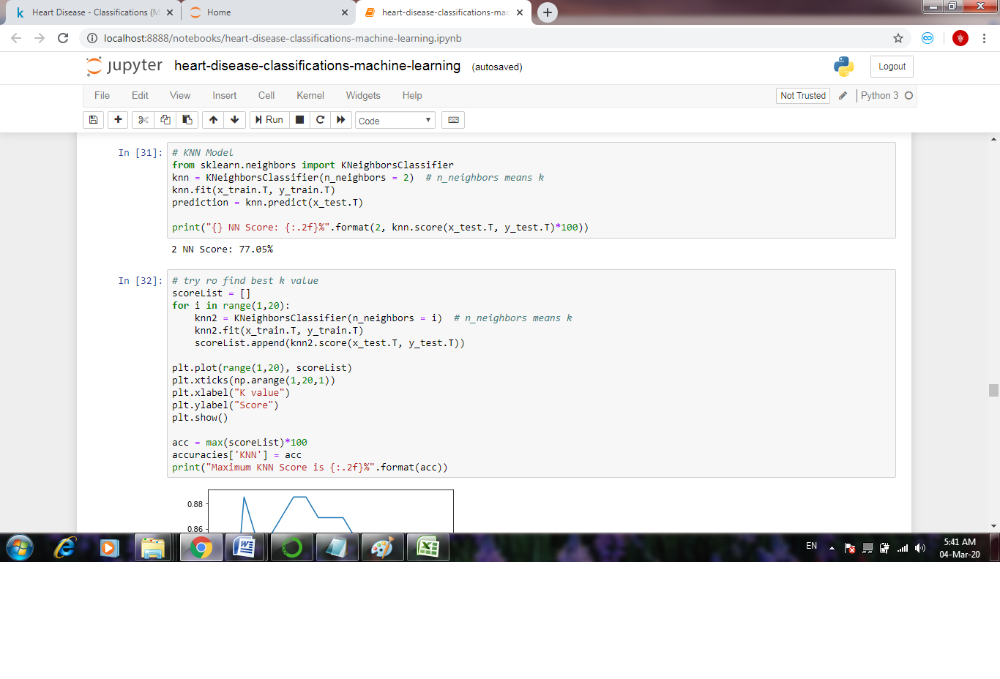 Heart Disease - Classifications (M
Home
heart-disease-classifications-mac
localhost:8888/notebooks/heart-disease-classifications-machine-learning.ipynb
jupyter heart-disease-classifications-machine-learning (autosaved)
Logout
File Edit View Insert Cell Kernel Widgets Help
Not Trusted
Python 3
Run
Code
In [31]:
# KNN Model
from sklearn.neighbors import KNeighborsClassifier
knn = KNeighborsClassifier(n_neighbors = 2)  # n_neighbors means k
knn.fit(x_train.T, y_train.T)
prediction = knn.predict(x_test.T)
print("{} NN Score: {:.2f}%".format(2, knn.score(x_test.T, y_test.T)*100))
2 NN Score: 77.05%
In [32]:
# try ro find best k value
scoreList = []
for i in range(1,20):
    knn2 = KNeighborsClassifier(n_neighbors = i)  # n_neighbors means k
    knn2.fit(x_train.T, y_train.T)
    scoreList.append(knn2.score(x_test.T, y_test.T))
plt.plot(range(1,20), scoreList)
plt.xticks(np.arange(1,20,1))
plt.xlabel("K value")
plt.ylabel("Score")
plt.show()
acc = max(scoreList)*100
accuracies['KNN'] = acc
print("Maximum KNN Score is {:.2f}%".format(acc))
0.88
0.86
EN
5:41 AM
04-Mar-20